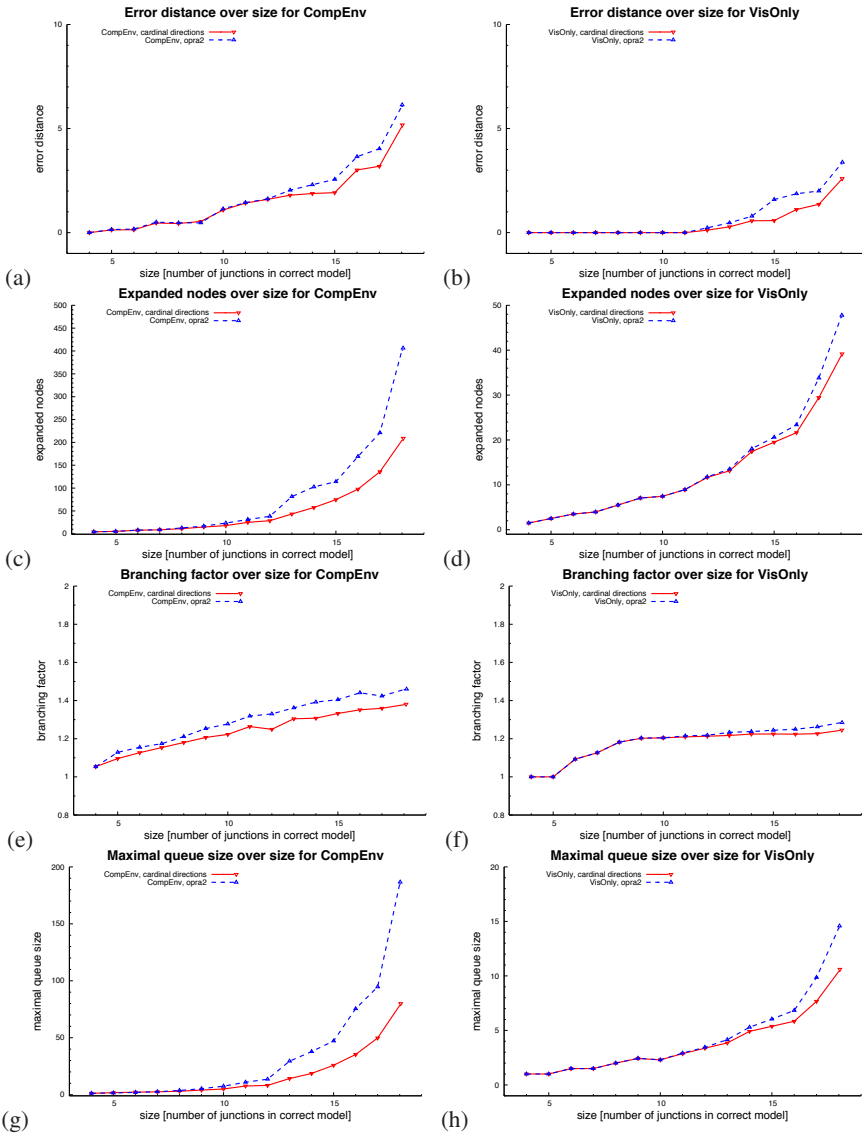 Error distance over size for CompEnv
10
CompEnv, cardinal directions
CompEnv, opra2
error distance
5
0
5
10
15
size [number of junctions in correct model]
(a)
Error distance over size for VisOnly
10
VisOnly, cardinal directions
VisOnly, opra2
error distance
5
0
5
10
15
size [number of junctions in correct model]
(b)
Expanded nodes over size for CompEnv
500
CompEnv, cardinal directions
CompEnv, opra2
450
400
350
300
expanded nodes
250
200
150
100
50
0
5
10
15
size [number of junctions in correct model]
(c)
Expanded nodes over size for VisOnly
50
VisOnly, cardinal directions
VisOnly, opra2
40
expanded nodes
30
20
10
0
5
10
15
size [number of junctions in correct model]
(d)
Branching factor over size for CompEnv
2
CompEnv, cardinal directions
CompEnv, opra2
1.8
1.6
branching factor
1.4
1.2
1
0.8
5
10
15
size [number of junctions in correct model]
(e)
Branching factor over size for VisOnly
2
VisOnly, cardinal directions
VisOnly, opra2
1.8
1.6
branching factor
1.4
1.2
1
0.8
5
10
15
size [number of junctions in correct model]
(f)
Maximal queue size over size for CompEnv
200
CompEnv, cardinal directions
CompEnv, opra2
150
maximal queue size
100
50
0
5
10
15
size [number of junctions in correct model]
(g)
Maximal queue size over size for VisOnly
20
VisOnly, cardinal directions
VisOnly, opra2
15
maximal queue size
10
5
0
5
10
15
size [number of junctions in correct model]
(h)